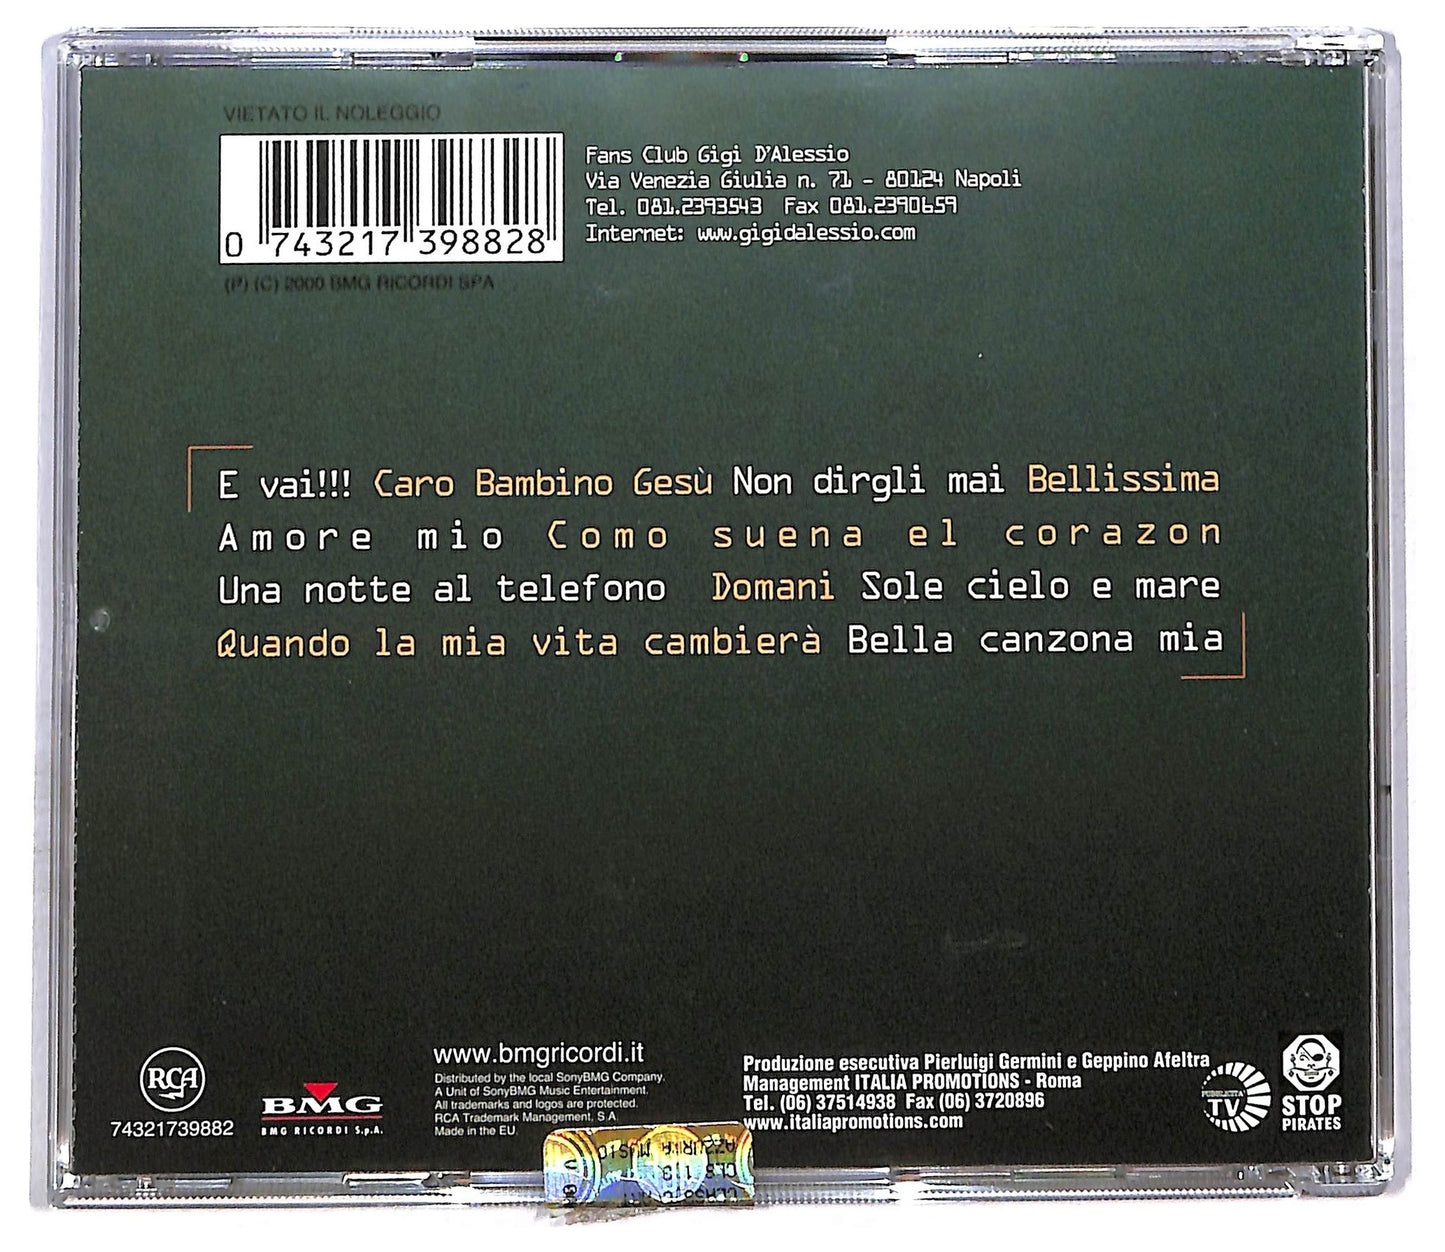 VIETATO IL NOLEGGIO
0 743217 398828
(P) (C) 2000 BMG RICORDI SPA
Fans Club Gigi D'Alessio
Via Venezia Giulia n. 71 - 80124 Napoli
Tel. 081.2393543 Fax 081.2390659
Internet: www.gigidalessio.com
E vai!!! Caro Bambino Gesù Non dirgli mai Bellissima
Amore mio Como suena el corazon
Una notte al telefono Domani Sole cielo e mare
Quando la mia vita cambierà Bella canzona mia
RCA
74321739882
BMG
BMG RICORDI S.p.A.
www.bmgricordi.it
Distributed by the local SonyBMG Company.
A Unit of SonyBMG Music Entertainment.
All trademarks and logos are protected.
RCA Trademark Management, S.A.
Made in the EU.
Produzione esecutiva Pierluigi Germini e Geppino Afeltra
Management ITALIA PROMOTIONS - Roma
Tel. (06) 37514938 Fax (06) 3720896
www.italiapromotions.com
PUBBLICITA'
TV
STOP
PIRATES